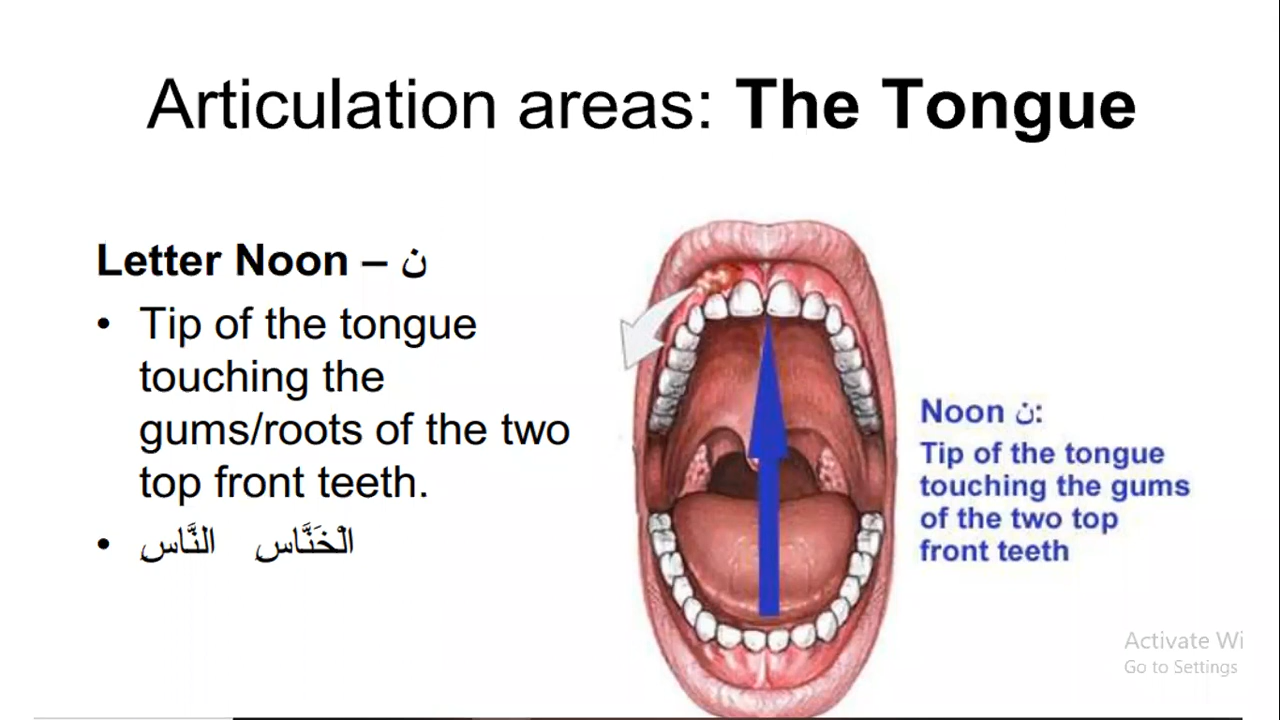 Articulation areas: The Tongue
Letter Noon – ن
• Tip of the tongue
touching the
gums/roots of the two
top front teeth.
• الْخَنَّاسِ النَّاسِ
Noon ن:
Tip of the tongue
touching the gums
of the two top
front teeth
Activate Wi
Go to Settings